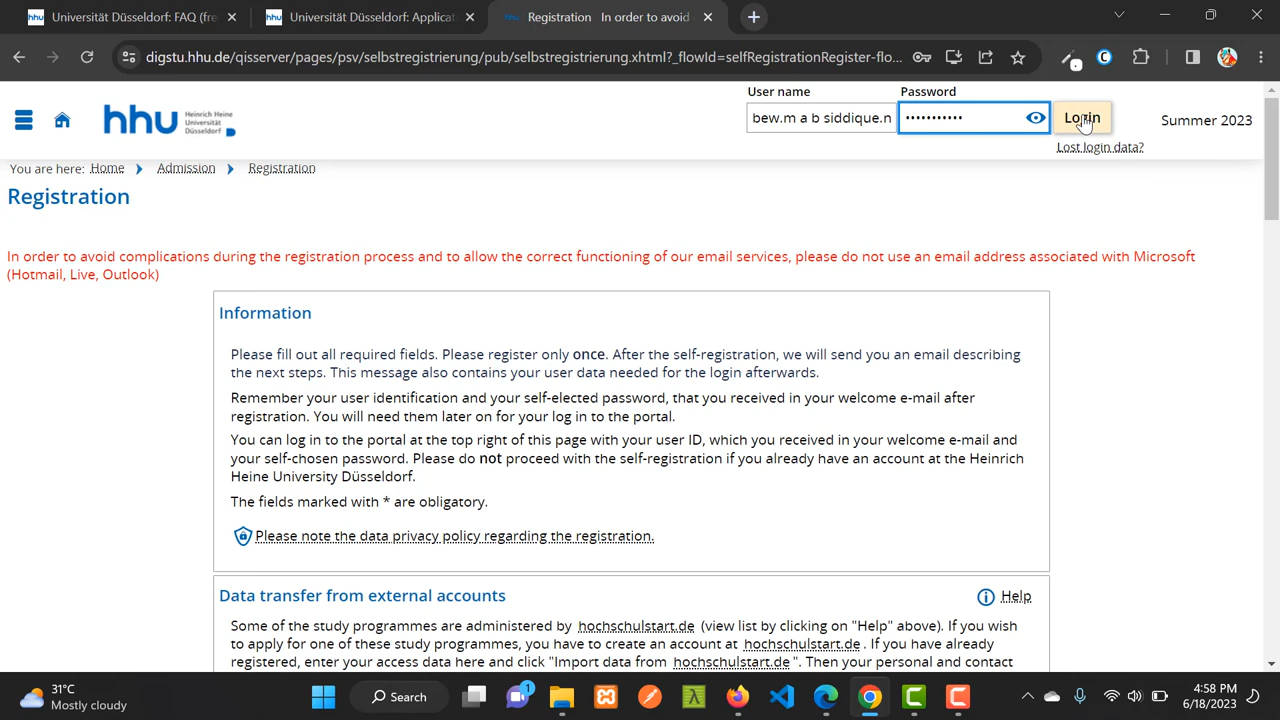 Universität Düsseldorf: FAQ (fre
Universität Düsseldorf: Applicat
Registration In order to avoid
digstu.hhu.de/qisserver/pages/psv/selbstregistrierung/pub/selbstregistrierung.xhtml?_flowId=selfRegistrationRegister-flo...
hhu Heinrich Heine Universität Düsseldorf
User name
Password
bew.m a b siddique.n
•••••••••••
Login
Summer 2023
Lost login data?
You are here: Home Admission Registration
Registration
In order to avoid complications during the registration process and to allow the correct functioning of our email services, please do not use an email address associated with Microsoft
(Hotmail, Live, Outlook)
Information
Please fill out all required fields. Please register only once. After the self-registration, we will send you an email describing
the next steps. This message also contains your user data needed for the login afterwards.
Remember your user identification and your self-elected password, that you received in your welcome e-mail after
registration. You will need them later on for your log in to the portal.
You can log in to the portal at the top right of this page with your user ID, which you received in your welcome e-mail and
your self-chosen password. Please do not proceed with the self-registration if you already have an account at the Heinrich
Heine University Düsseldorf.
The fields marked with * are obligatory.
Please note the data privacy policy regarding the registration.
Data transfer from external accounts
Help
Some of the study programmes are administered by hochschulstart.de (view list by clicking on "Help" above). If you wish
to apply for one of these study programmes, you have to create an account at hochschulstart.de . If you have already
registered, enter your access data here and click "Import data from hochschulstart.de ". Then your personal and contact
31°C
Mostly cloudy
Search
1
4:58 PM
6/18/2023